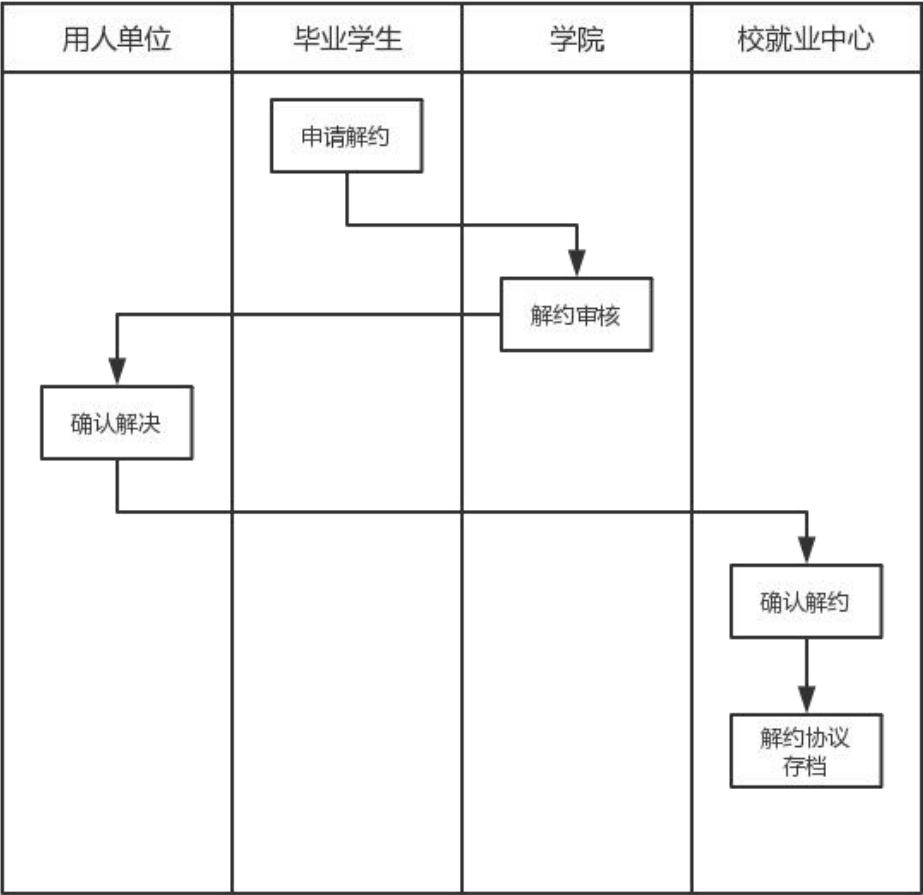 用人单位
毕业学生
学院
校就业中心
申请解约
解约审核
确认解决
确认解约
解约协议
存档